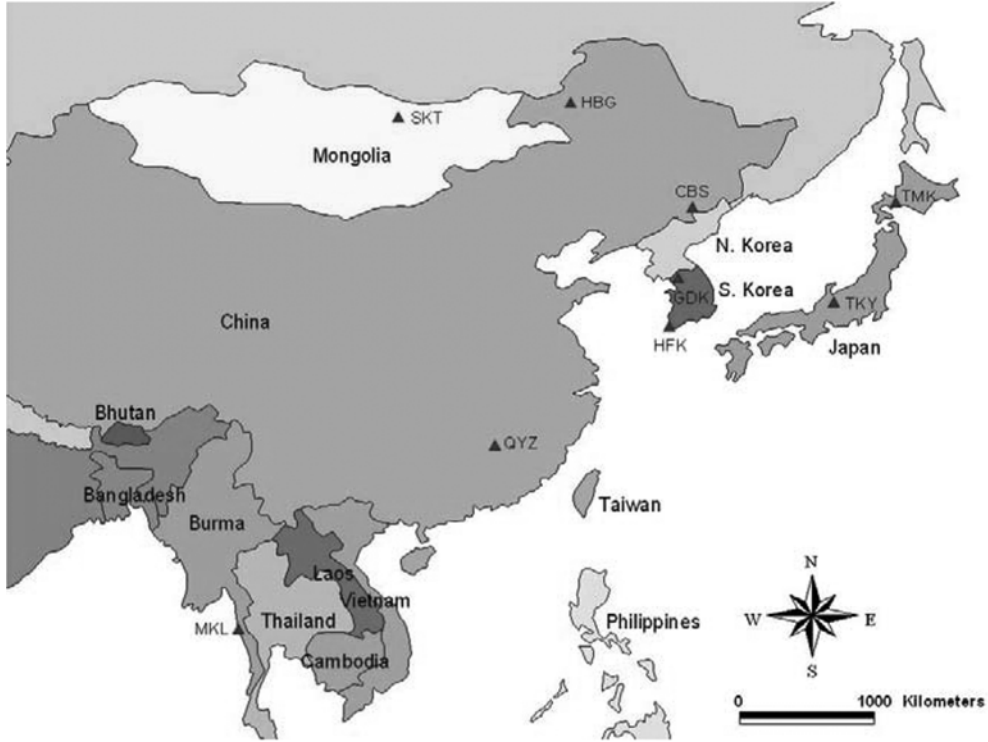 HBG
SKT
Mongolia
CBS
TMK
N. Korea
S. Korea
GDK
TKY
China
HFK
Japan
Bhutan
QYZ
Bangladesh
Taiwan
Burma
N
Laos
Vietnam
W E
Thailand
Philippines
MKL
Cambodia
S
0 1000 Kilometers